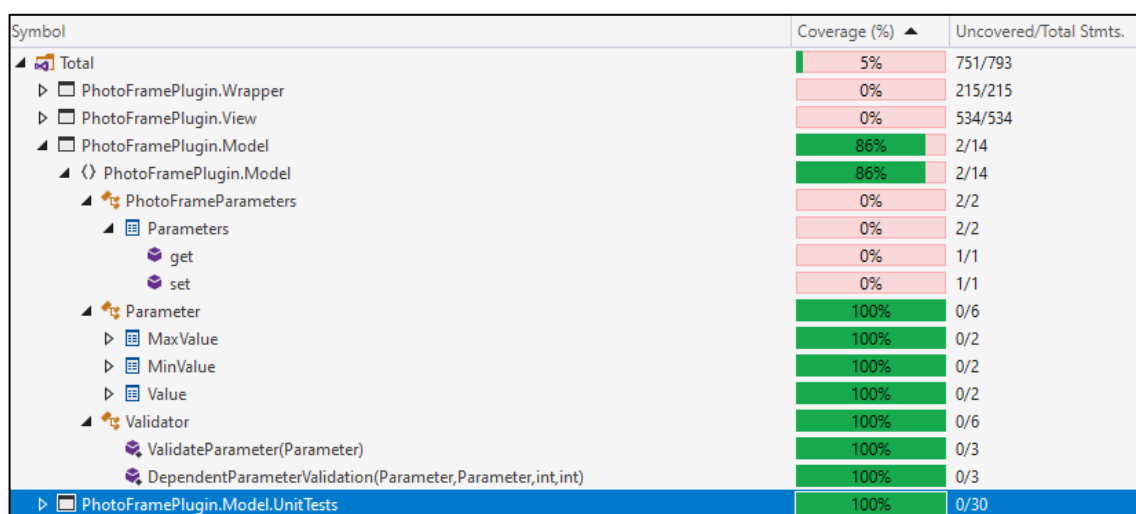 Symbol Coverage (%) Uncovered/Total Stmts.
Total 5% 751/793
PhotoFramePlugin.Wrapper 0% 215/215
PhotoFramePlugin.View 0% 534/534
PhotoFramePlugin.Model 86% 2/14
PhotoFramePlugin.Model 86% 2/14
PhotoFrameParameters 0% 2/2
Parameters 0% 2/2
get 0% 1/1
set 0% 1/1
Parameter 100% 0/6
MaxValue 100% 0/2
MinValue 100% 0/2
Value 100% 0/2
Validator 100% 0/6
ValidateParameter(Parameter) 100% 0/3
DependentParameterValidation(Parameter,Parameter,int,int) 100% 0/3
PhotoFramePlugin.Model.UnitTests 100% 0/30